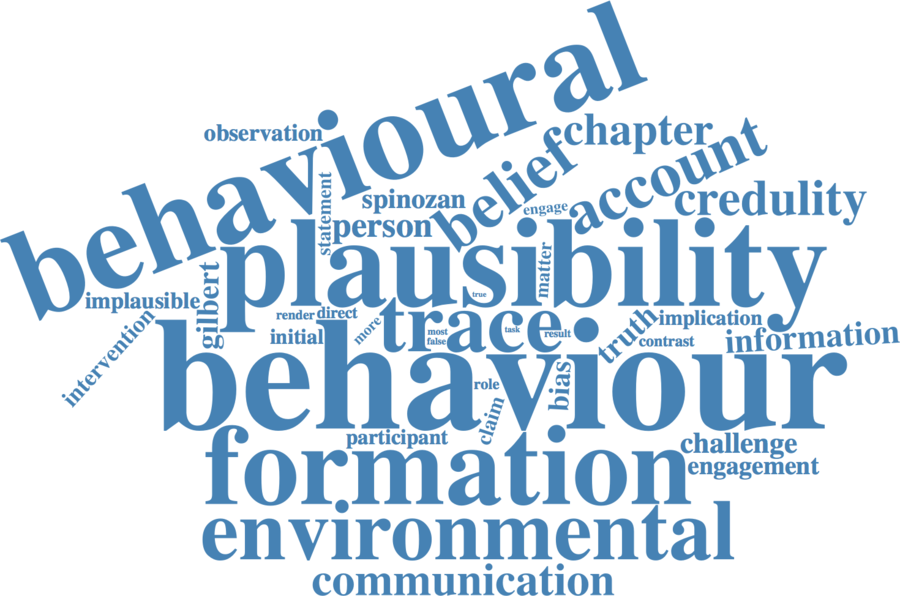 behavioural
observation
chapter
belief
account
spinozan
statement
engage
credulity
person
plausibility
matter
true
implausible
gilbert
render
direct
trace
initial
more
most
false
task
result
truth
implication
contrast
information
intervention
behaviour
role
bias
claim
participant
formation
challenge
engagement
environmental
communication